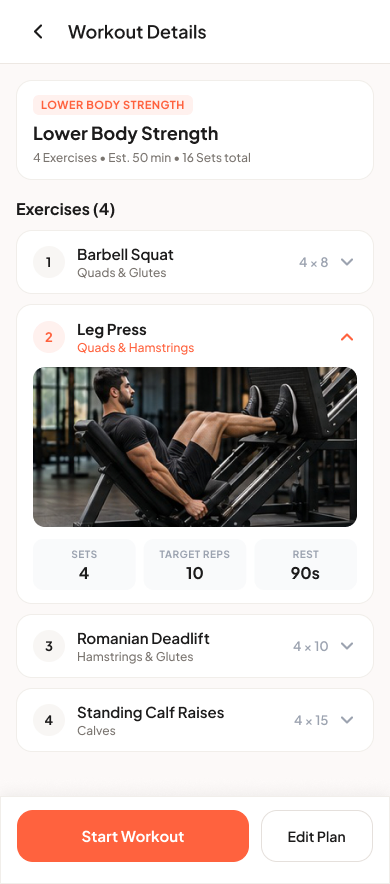 Workout Details
LOWER BODY STRENGTH
Lower Body Strength
4 Exercises • Est. 50 min • 16 Sets total
Exercises (4)
1
Barbell Squat
Quads & Glutes
4 × 8
2
Leg Press
Quads & Hamstrings
SETS
4
TARGET REPS
10
REST
90s
3
Romanian Deadlift
Hamstrings & Glutes
4 × 10
4
Standing Calf Raises
Calves
4 × 15
Start Workout
Edit Plan